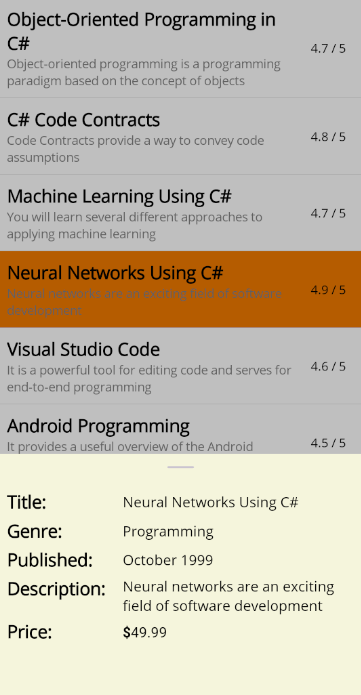 Object-Oriented Programming in
C#
4.7 / 5
Object-oriented programming is a programming
paradigm based on the concept of objects
C# Code Contracts
4.8 / 5
Code Contracts provide a way to convey code
assumptions
Machine Learning Using C#
4.7 / 5
You will learn several different approaches to
applying machine learning
Neural Networks Using C#
4.9 / 5
Neural networks are an exciting field of software
development
Visual Studio Code
4.6 / 5
It is a powerful tool for editing code and serves for
end-to-end programming
Android Programming
4.5 / 5
It provides a useful overview of the Android
Title: Neural Networks Using C#
Genre: Programming
Published: October 1999
Description: Neural networks are an exciting
field of software development
Price: $49.99